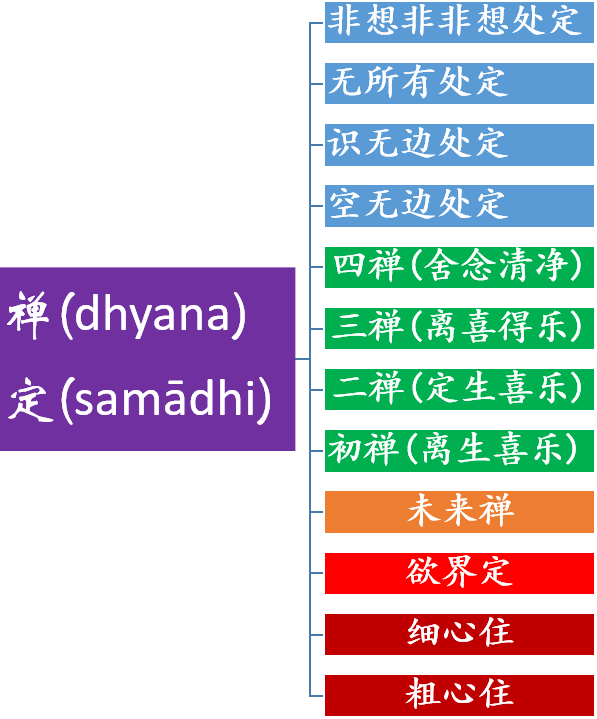 禅(dhyana)
定(samādhi)
非想非非想处定
无所有处定
识无边处定
空无边处定
四禅(舍念清净)
三禅(离喜得乐)
二禅(定生喜乐)
初禅(离生喜乐)
未来禅
欲界定
细心住
粗心住